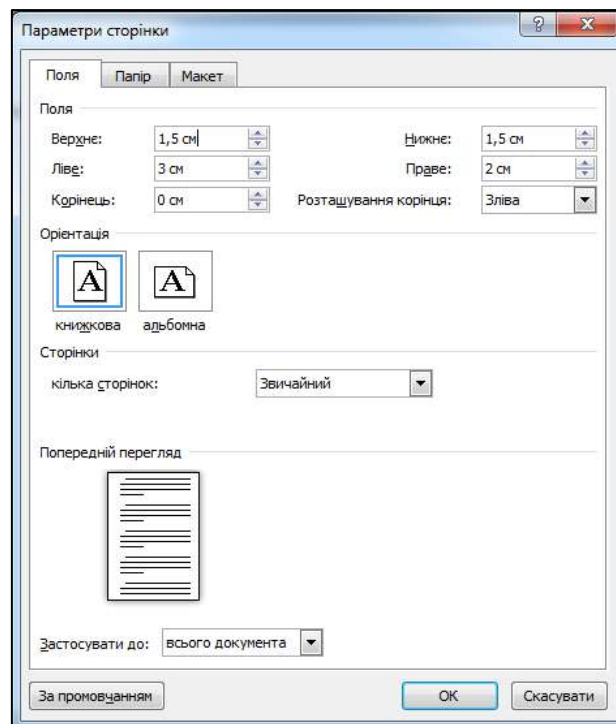 Параметри сторінки
Поля Папір Макет
Поля
Верхнє: 1,5 см Нижнє: 1,5 см
Ліве: 3 см Праве: 2 см
Корінець: 0 см Розташування корінця: Зліва
Орієнтація
A A
книжкова альбомна
Сторінки
кілька сторінок: Звичайний
Попередній перегляд
Застосувати до: всього документа
За промовчанням ОК Скасувати